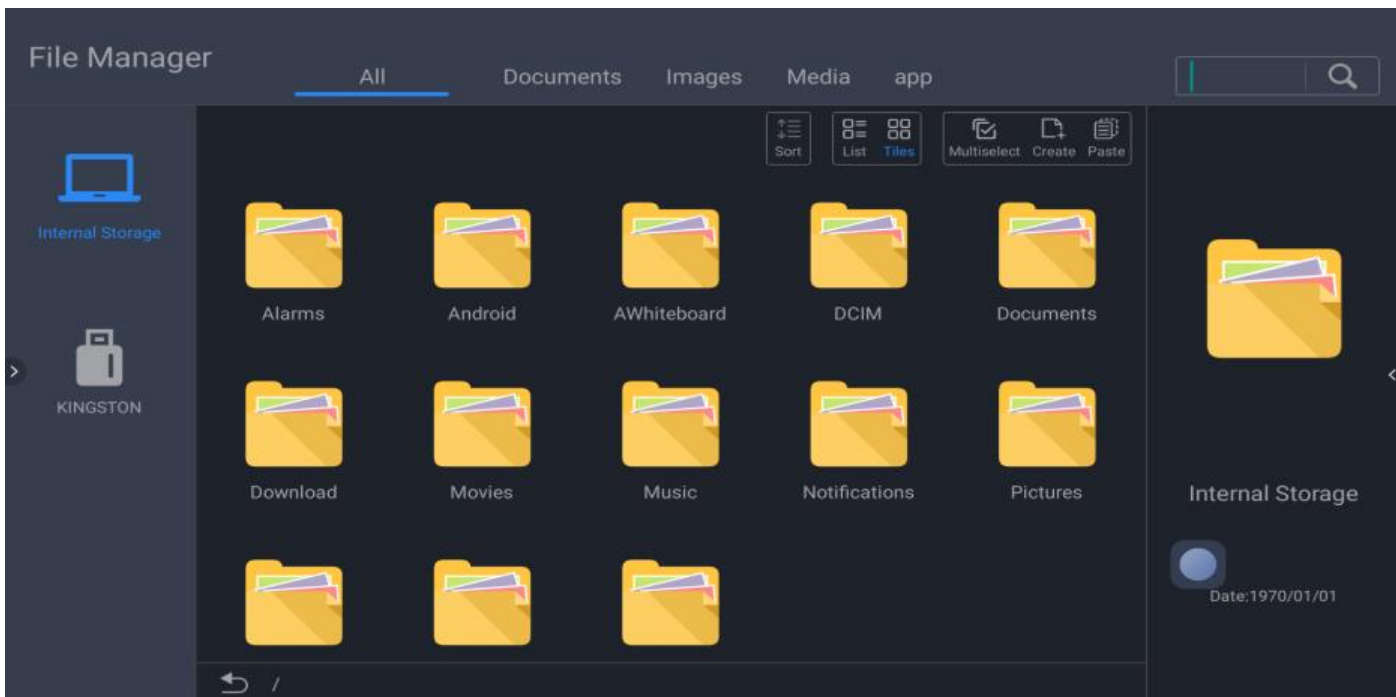 File Manager
All Documents Images Media app
Sort List Tiles Multiselect Create Paste
Internal Storage
KINGSTON
Alarms Android AWhiteboard DCIM Documents
Download Movies Music Notifications Pictures
/
Internal Storage
Date:1970/01/01